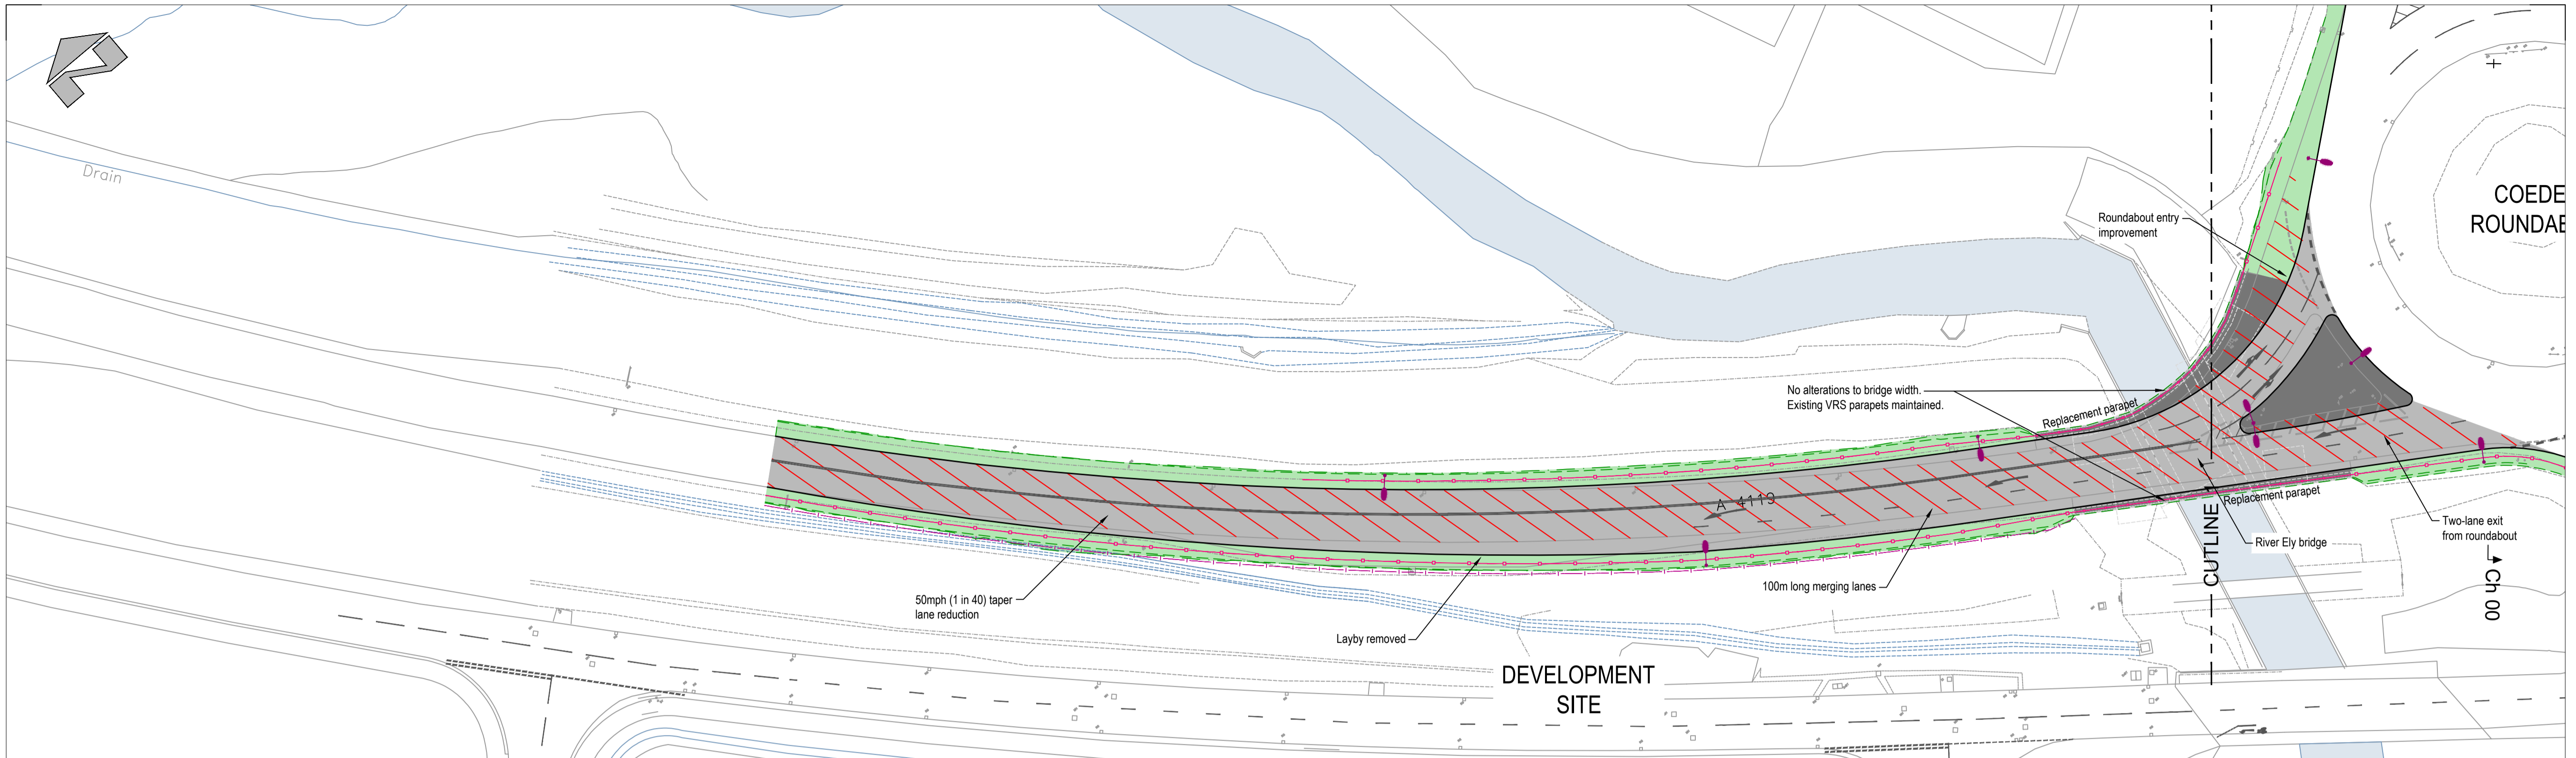 Drain
COEDE
ROUNDAE
Roundabout entry
improvement
No alterations to bridge width.
Existing VRS parapets maintained.
Replacement parapet
A 4119
Replacement parapet
CUTLINE
Two-lane exit
from roundabout
River Ely bridge
Ch 00
100m long merging lanes
50mph (1 in 40) taper
lane reduction
Layby removed
DEVELOPMENT
SITE